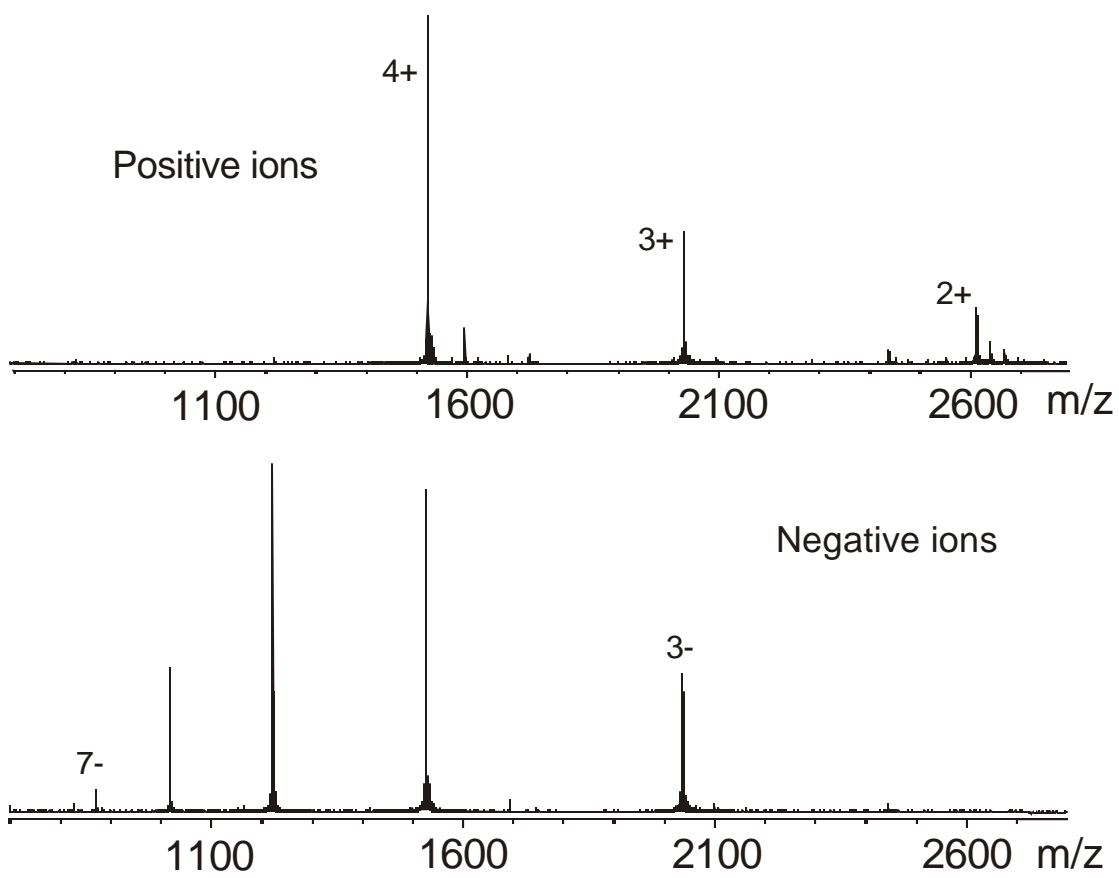 4+
Positive ions
3+
2+
1100 1600 2100 2600 m/z
Negative ions
3-
7-
1100 1600 2100 2600 m/z